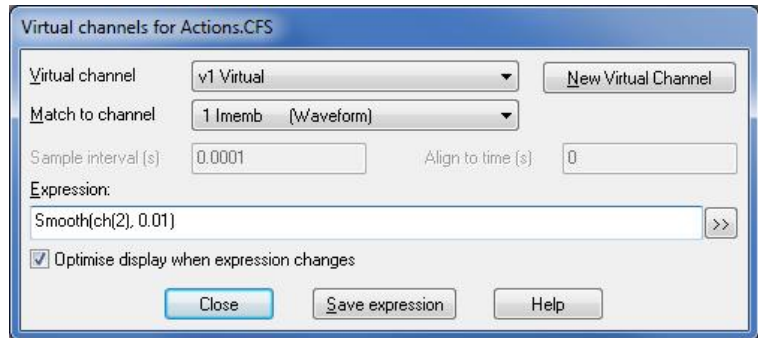 Virtual channels for Actions.CFS
Virtual channel v1 Virtual New Virtual Channel
Match to channel 1 Imemb (Waveform)
Sample interval (s) 0.0001 Align to time (s) 0
Expression:
Smooth(ch(2), 0.01) >>
Optimise display when expression changes
Close Save expression Help